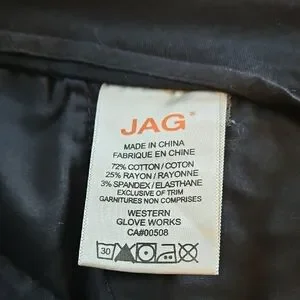 JAG
MADE IN CHINA
FABRIQUE EN CHINE
72% COTTON/COTON
25% RAYON/RAYONNE
3% SPANDEX/ELASTHANE
EXCLUSIVE OF TRIM
GARNITURES NON COMPRISES
WESTERN
GLOVE WORKS
CA#00508
30